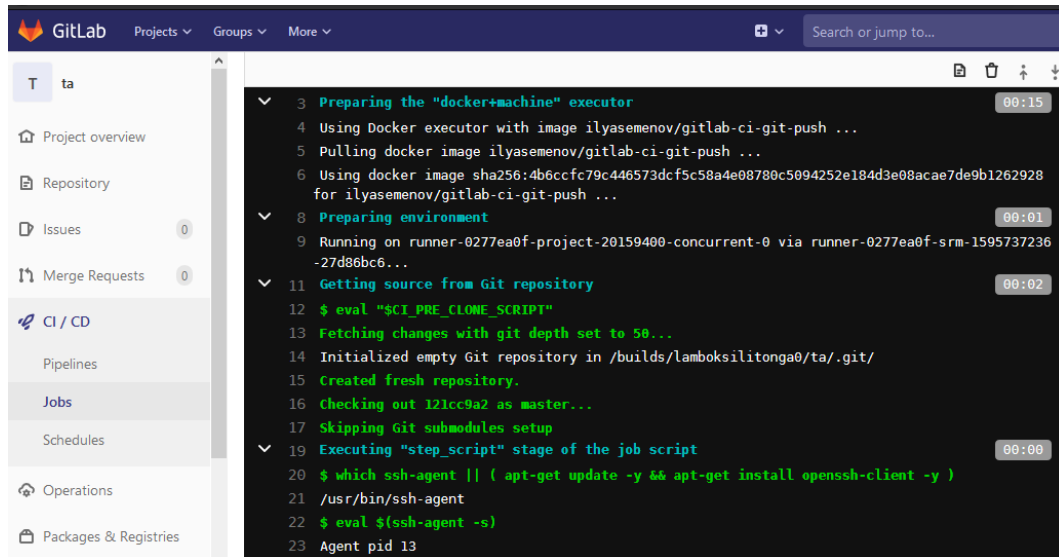 GitLab Projects Groups More Search or jump to...
T ta
Project overview
Repository
Issues 0
Merge Requests 0
CI / CD
Pipelines
Jobs
Schedules
Operations
Packages & Registries
3 Preparing the "docker+machine" executor 00:15
4 Using Docker executor with image ilyasemenov/gitlab-ci-git-push ...
5 Pulling docker image ilyasemenov/gitlab-ci-git-push ...
6 Using docker image sha256:4b6ccfc79c446573dcf5c58a4e08780c5094252e184d3e08acae7de9b1262928
for ilyasemenov/gitlab-ci-git-push ...
8 Preparing environment 00:01
9 Running on runner-0277ea0f-project-20159400-concurrent-0 via runner-0277ea0f-srm-1595737236
-27d86bc6...
11 Getting source from Git repository 00:02
12 $ eval "$CI_PRE_CLONE_SCRIPT"
13 Fetching changes with git depth set to 50...
14 Initialized empty Git repository in /builds/lamboksilitonga0/ta/.git/
15 Created fresh repository.
16 Checking out 121cc9a2 as master...
17 Skipping Git submodules setup
19 Executing "step_script" stage of the job script 00:00
20 $ which ssh-agent || ( apt-get update -y && apt-get install openssh-client -y )
21 /usr/bin/ssh-agent
22 $ eval $(ssh-agent -s)
23 Agent pid 13